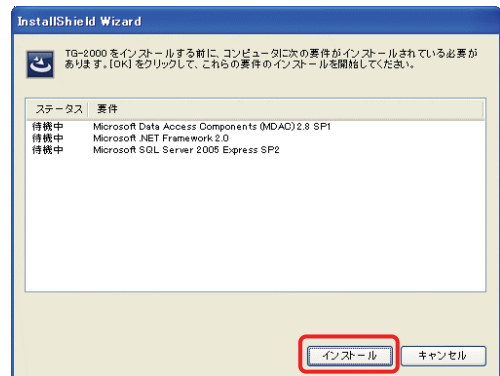 InstallShield Wizard
TG-2000 をインストールする前に、コンピュータに次の要件がインストールされている必要が
あります。[OK] をクリックして、これらの要件のインストールを開始してください。
ステータス 要件
待機中 Microsoft Data Access Components (MDAC) 2.8 SP1
待機中 Microsoft .NET Framework 2.0
待機中 Microsoft SQL Server 2005 Express SP2
インストール キャンセル